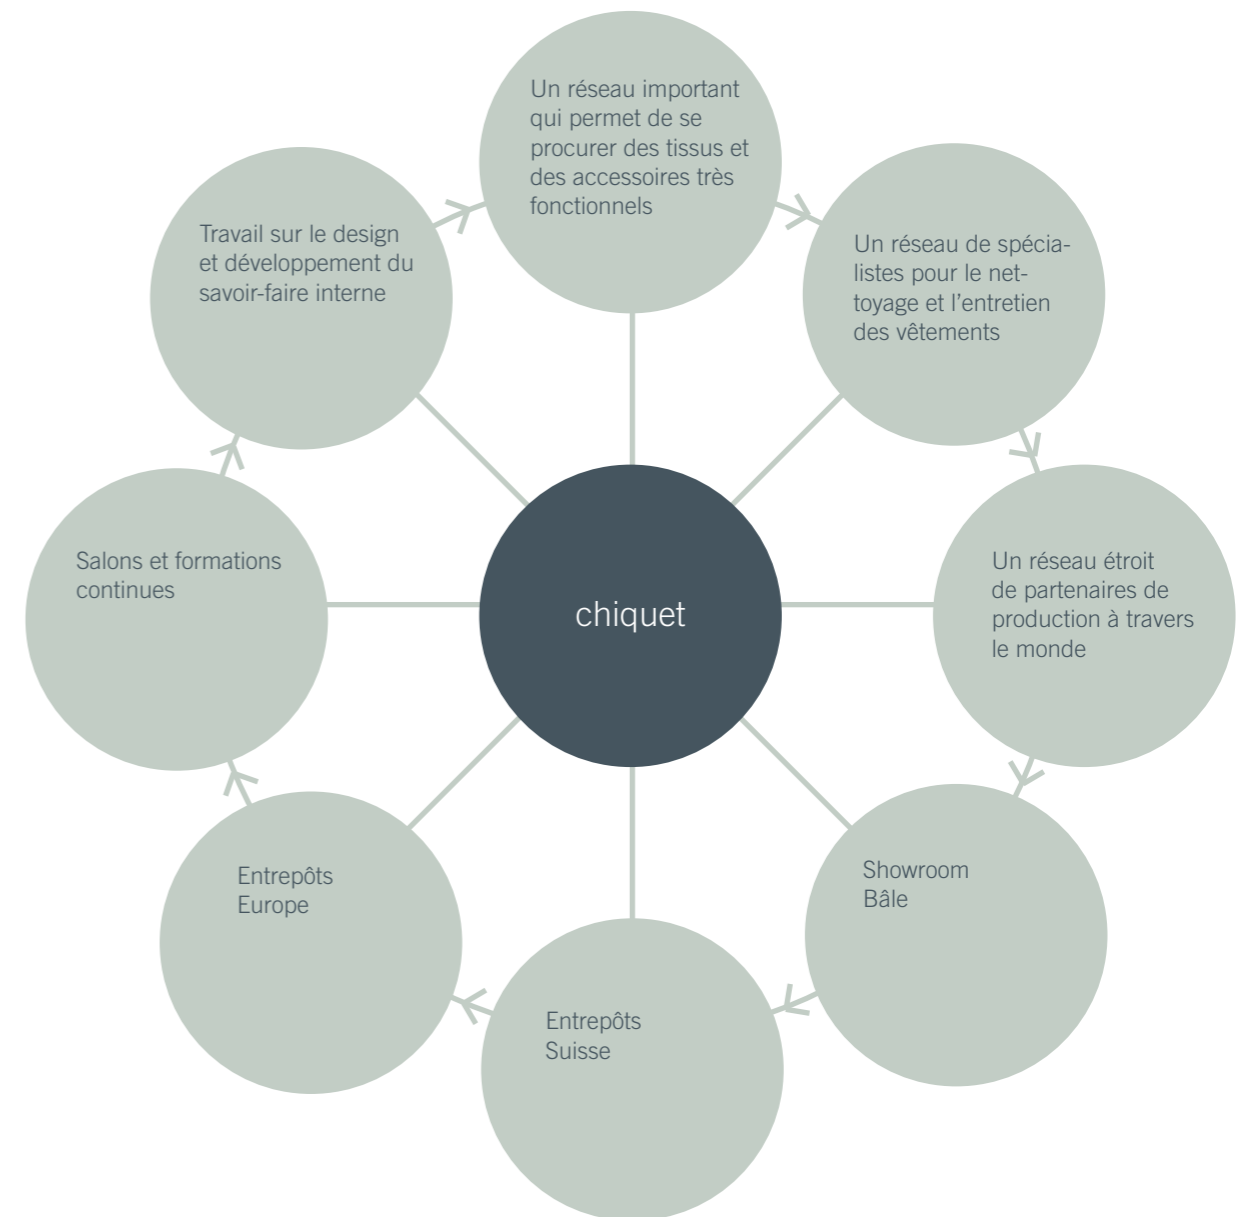 Un réseau important
qui permet de se
procurer des tissus et
des accessoires très
fonctionnels
Un réseau de spécia-
listes pour le net-
toyage et l'entretien
des vêtements
Un réseau étroit
de partenaires de
production à travers
le monde
Showroom
Bâle
Entrepôts
Suisse
Entrepôts
Europe
Salons et formations
continues
Travail sur le design
et développement du
savoir-faire interne
chiquet